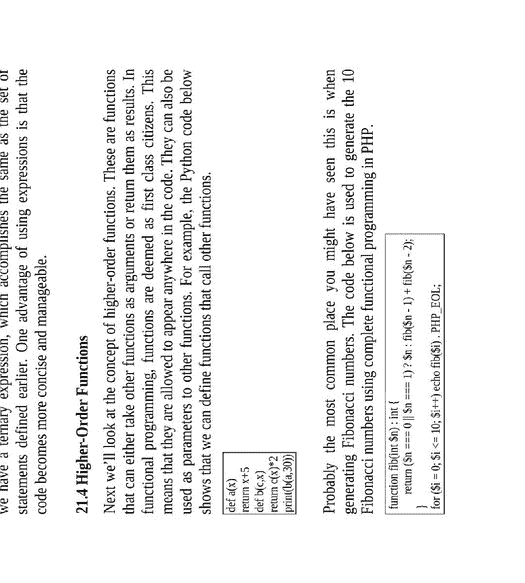 we have a ternary expression, which accomplishes the same as the set of
statements defined earlier. One advantage of using expressions is that the
code becomes more concise and manageable.
21.4 Higher-Order Functions
Next we'll look at the concept of higher-order functions. These are functions
that can either take other functions as arguments or return them as results. In
functional programming, functions are deemed as first class citizens. This
means that they are allowed to appear anywhere in the code. They can also be
used as parameters to other functions. For example, the Python code below
shows that we can define functions that call other functions.
def a(x)
return x+5
def b(c,x)
return c(x)*2
print(b(a,30))
Probably the most common place you might have seen this is when
generating Fibonacci numbers. The code below is used to generate the 10
Fibonacci numbers using complete functional programming in PHP.
function fib(int $n) : int {
return ($n === 0 || $n === 1) ? $n : fib($n - 1) + fib($n - 2);
}
for ($i = 0; $i <= 10; $i++) echo fib($i) . PHP_EOL;